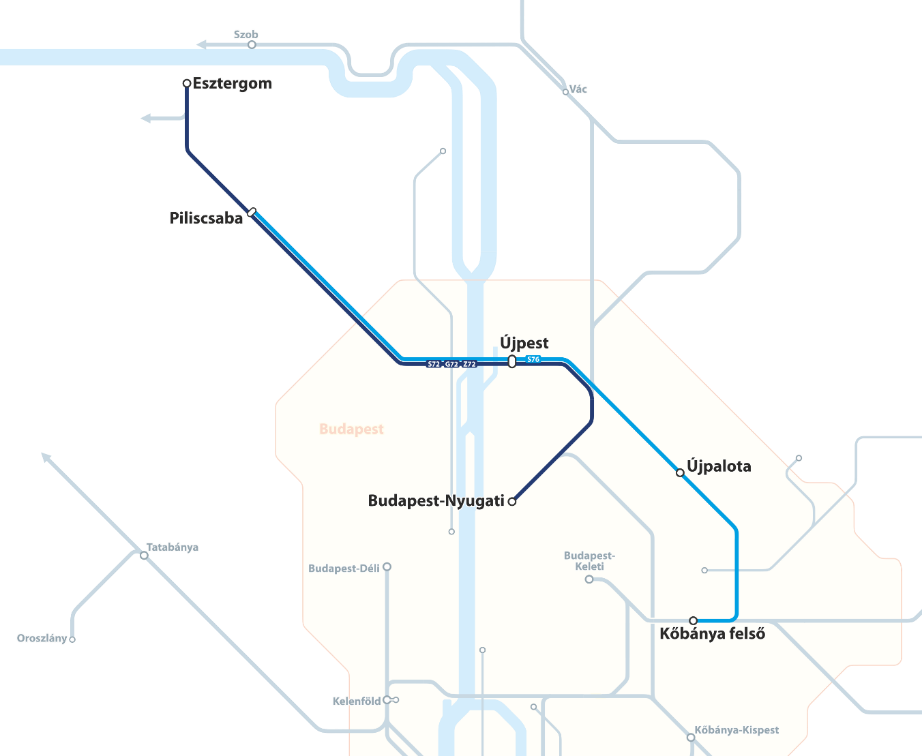 Szob
Esztergom
Vác
Piliscsaba
Újpest
S72 G72 Z72
S76
Budapest
Újpalota
Budapest-Nyugati
Tatabánya
Budapest-
Keleti
Budapest-Déli
Oroszlány
Kőbánya felső
Kelenföld
Kőbánya-Kispest